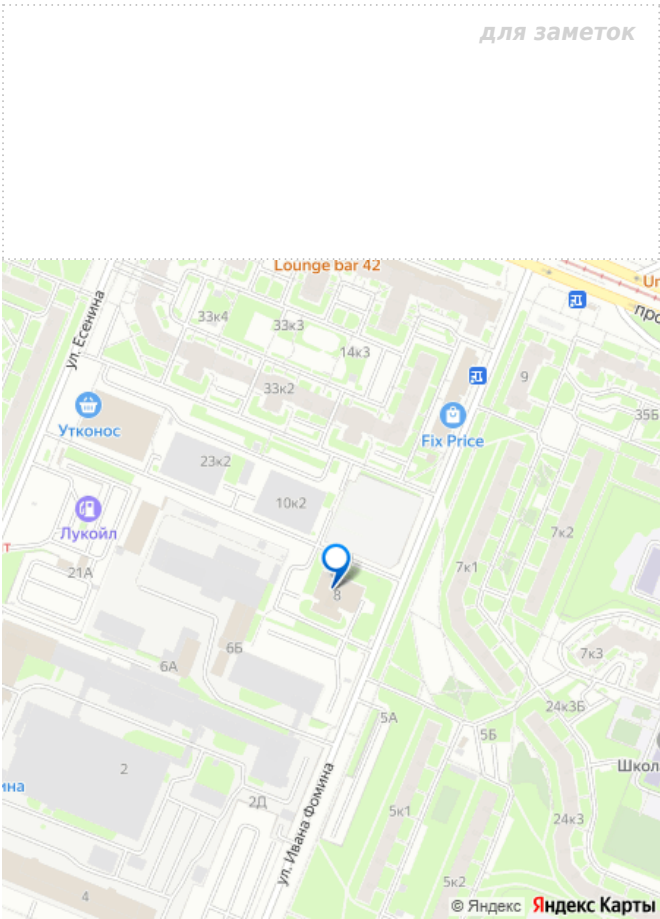 для заметок
Lounge bar 42
ул. Есенина
33к4
33к3
14к3
9
33к2
35Б
Утконос
Fix Price
23к2
10к2
Лукойл
7к2
7к1
21А
8
7к3
6Б
6А
24к3Б
5А
5Б
2
2Д
ул. Ивана Фомина
5к1
24к3
5к2
4
© Яндекс Яндекс Карты